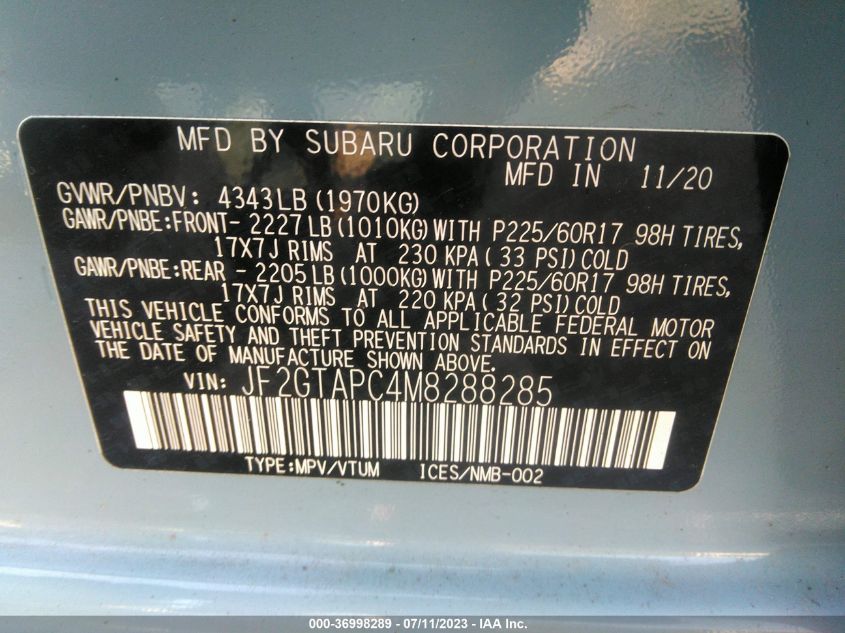 MFD BY SUBARU CORPORATION
MFD IN 11/20
GVWR/PNBV: 4343LB (1970KG)
GAWR/PNBE:FRONT- 2227 LB (1010KG) WITH P225/60R17 98H TIRES,
17X7J RIMS AT 230 KPA ( 33 PSI) COLD
GAWR/PNBE:REAR - 2205 LB (1000KG) WITH P225/60R17 98H TIRES,
17X7J RIMS AT 220 KPA ( 32 PSI) COLD
THIS VEHICLE CONFORMS TO ALL APPLICABLE FEDERAL MOTOR
VEHICLE SAFETY AND THEFT PREVENTION STANDARDS IN EFFECT ON
THE DATE OF MANUFACTURE SHOWN ABOVE.
VIN: JF2GTAPC4M8288285
TYPE:MPV/VTUM ICES/NMB-002
000-36998289 - 07/11/2023 - IAA Inc.